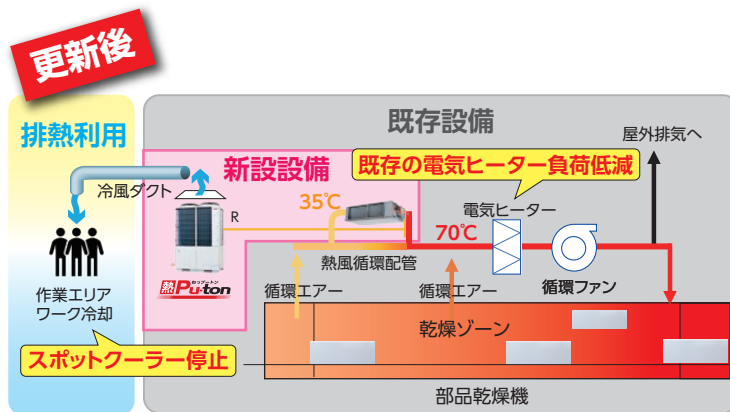 更新後
排熱利用
既存設備
屋外排気へ
新設設備
既存の電気ヒーター負荷低減
冷風ダクト
R
35℃
電気ヒーター
70℃
熱風循環配管
熱Pu-ton
作業エリア
ワーク冷却
循環エアー
循環エアー
循環ファン
スポットクーラー停止
乾燥ゾーン
部品乾燥機